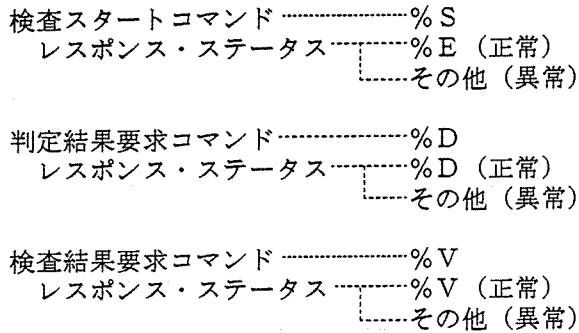 検査スタートコマンド ················%S
レスポンス・ステータス ········%E（正常）
········その他（異常）
判定結果要求コマンド ················%D
レスポンス・ステータス ········%D（正常）
········その他（異常）
検査結果要求コマンド ················%V
レスポンス・ステータス ········%V（正常）
········その他（異常）